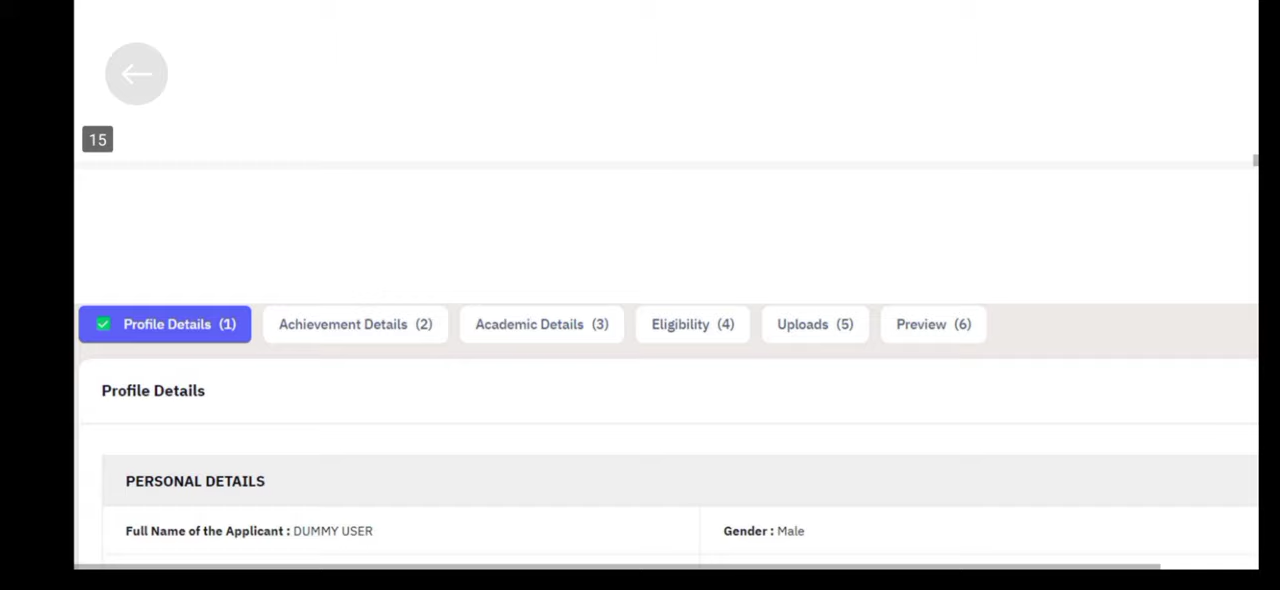 15
Profile Details (1) Achievement Details (2) Academic Details (3) Eligibility (4) Uploads (5) Preview (6)
Profile Details
PERSONAL DETAILS
Full Name of the Applicant : DUMMY USER Gender : Male